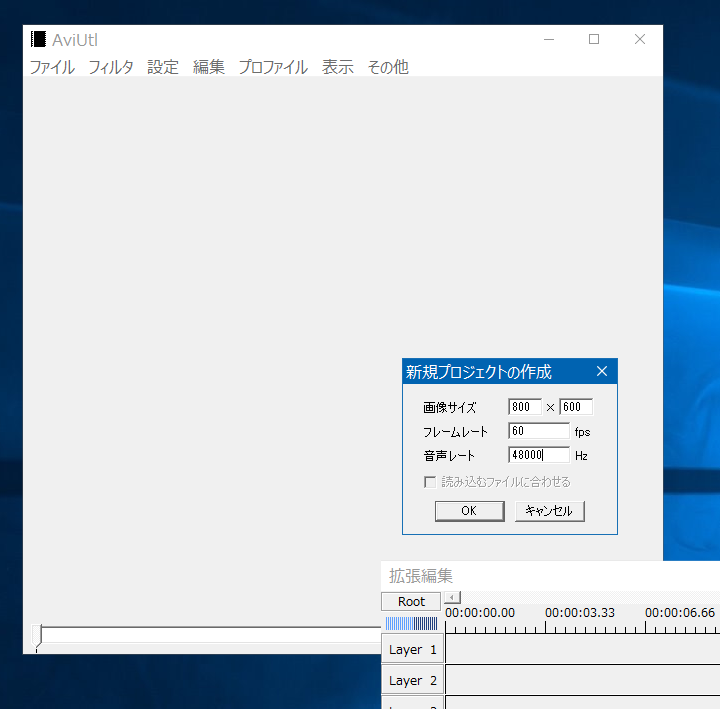 AviUtl
ファイル フィルタ 設定 編集 プロファイル 表示 その他
新規プロジェクトの作成
画像サイズ 800 × 600
フレームレート 60 fps
音声レート 48000 Hz
読み込むファイルに合わせる
OK キャンセル
拡張編集
Root
00:00:00.00 00:00:03.33 00:00:06.66
Layer 1
Layer 2